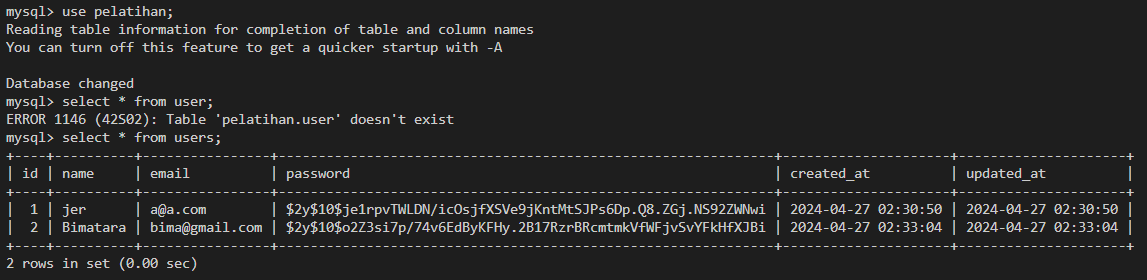 mysql> use pelatihan;
Reading table information for completion of table and column names
You can turn off this feature to get a quicker startup with -A
Database changed
mysql> select * from user;
ERROR 1146 (42S02): Table 'pelatihan.user' doesn't exist
mysql> select * from users;
+----+----------+----------------+--------------------------------------------------------------+---------------------+---------------------+
| id | name     | email          | password                                                     | created_at          | updated_at          |
+----+----------+----------------+--------------------------------------------------------------+---------------------+---------------------+
|  1 | jer      | a@a.com        | $2y$10$je1rpvTWLDN/icOsjfXSVe9jKntMtSJPs6Dp.Q8.ZGj.NS92ZWNwi | 2024-04-27 02:30:50 | 2024-04-27 02:30:50 |
|  2 | Bimatara | bima@gmail.com | $2y$10$o2Z3si7p/74v6EdByKFHy.2B17RzrBRcmtmkVfWFjvSvYFkHfXJBi | 2024-04-27 02:33:04 | 2024-04-27 02:33:04 |
+----+----------+----------------+--------------------------------------------------------------+---------------------+---------------------+
2 rows in set (0.00 sec)